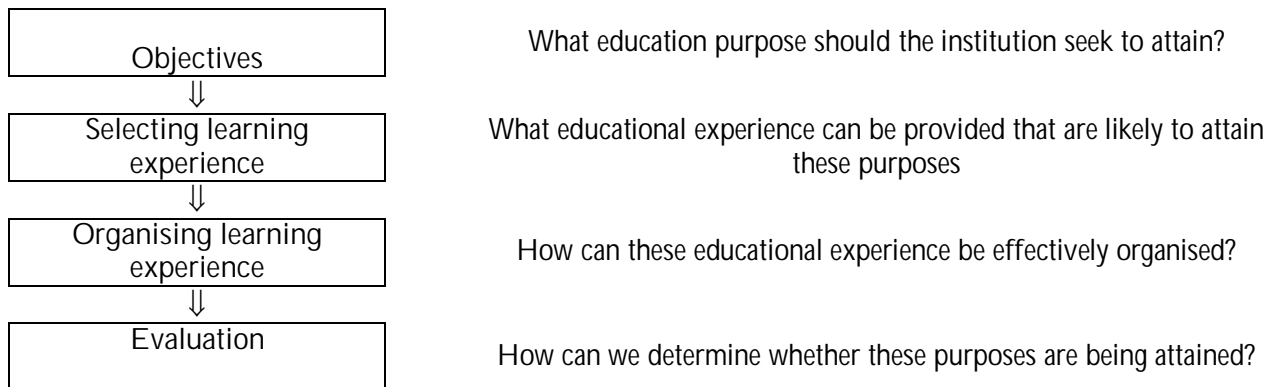 Objectives
What education purpose should the institution seek to attain?
⇓
Selecting learning
experience
What educational experience can be provided that are likely to attain
these purposes
⇓
Organising learning
experience
How can these educational experience be effectively organised?
⇓
Evaluation
How can we determine whether these purposes are being attained?